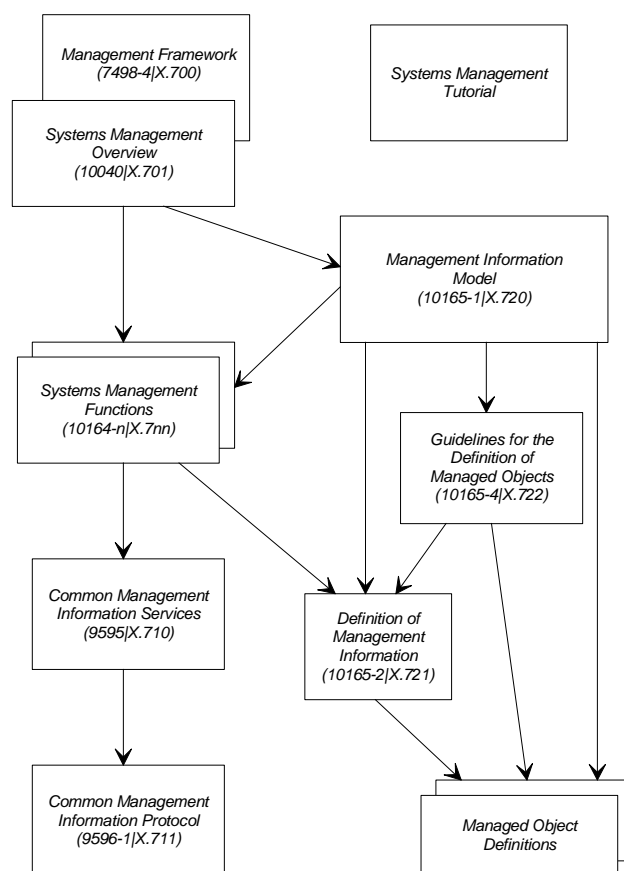 Management Framework
(7498-4|X.700)
Systems Management
Tutorial
Systems Management
Overview
(10040|X.701)
Management Information
Model
(10165-1|X.720)
Systems Management
Functions
(10164-n|X.7nn)
Guidelines for the
Definition of
Managed Objects
(10165-4|X.722)
Common Management
Information Services
(9595|X.710)
Definition of
Management
Information
(10165-2|X.721)
Common Management
Information Protocol
(9596-1|X.711)
Managed Object
Definitions